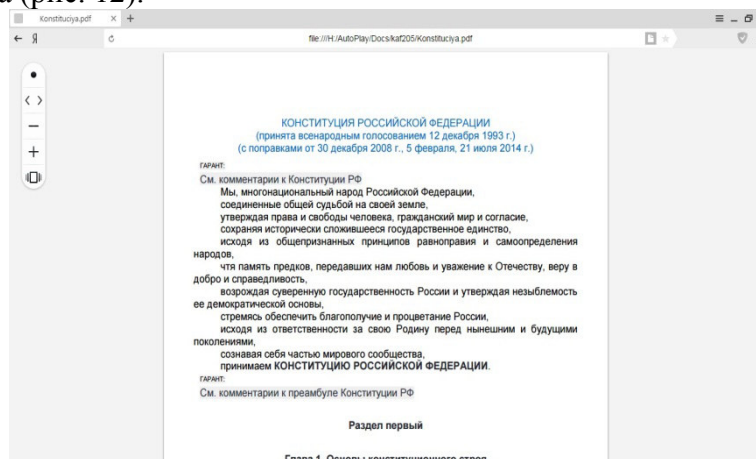 а (рис. 12).
Konstituciya.pdf
file:///H:/AutoPlay/Docs/kaf205/Konstituciya.pdf
КОНСТИТУЦИЯ РОССИЙСКОЙ ФЕДЕРАЦИИ
(принята всенародным голосованием 12 декабря 1993 г.)
(с поправками от 30 декабря 2008 г., 5 февраля, 21 июля 2014 г.)
ГАРАНТ:
См. комментарии к Конституции РФ
Мы, многонациональный народ Российской Федерации,
соединенные общей судьбой на своей земле,
утверждая права и свободы человека, гражданский мир и согласие,
сохраняя исторически сложившееся государственное единство,
исходя из общепризнанных принципов равноправия и самоопределения
народов,
чтя память предков, передавших нам любовь и уважение к Отечеству, веру в
добро и справедливость,
возрождая суверенную государственность России и утверждая незыблемость
ее демократической основы,
стремясь обеспечить благополучие и процветание России,
исходя из ответственности за свою Родину перед нынешним и будущими
поколениями,
сознавая себя частью мирового сообщества,
принимаем КОНСТИТУЦИЮ РОССИЙСКОЙ ФЕДЕРАЦИИ.
ГАРАНТ:
См. комментарии к преамбуле Конституции РФ
Раздел первый
Глава 1. Основы конституционного строя